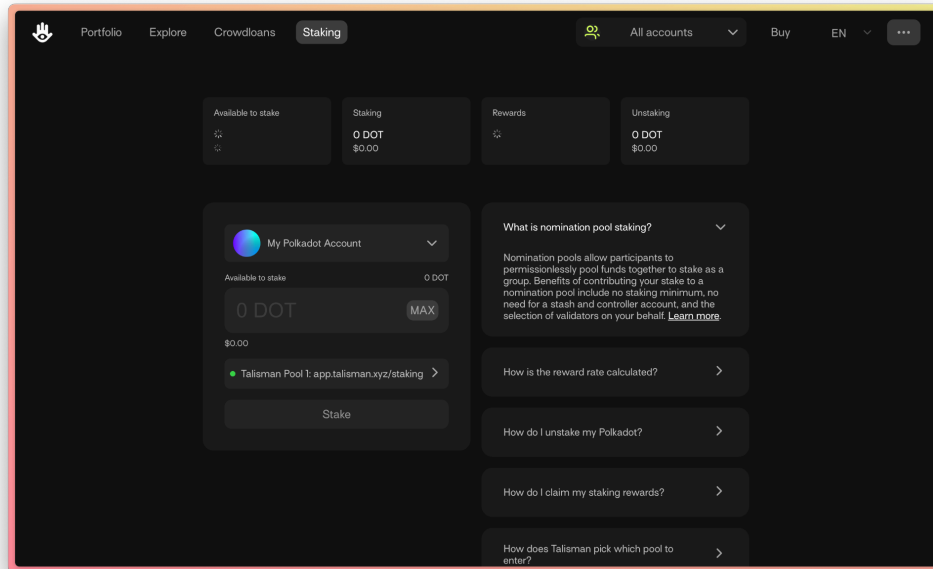 Portfolio
Explore
Crowdloans
Staking
All accounts
Buy
EN
Available to stake
Staking
0 DOT
$0.00
Rewards
Unstaking
0 DOT
$0.00
My Polkadot Account
Available to stake
0 DOT
0 DOT
MAX
$0.00
Talisman Pool 1: app.talisman.xyz/staking
Stake
What is nomination pool staking?
Nomination pools allow participants to
permissionlessly pool funds together to stake as a
group. Benefits of contributing your stake to a
nomination pool include no staking minimum, no
need for a stash and controller account, and the
selection of validators on your behalf. Learn more.
How is the reward rate calculated?
How do I unstake my Polkadot?
How do I claim my staking rewards?
How does Talisman pick which pool to
enter?